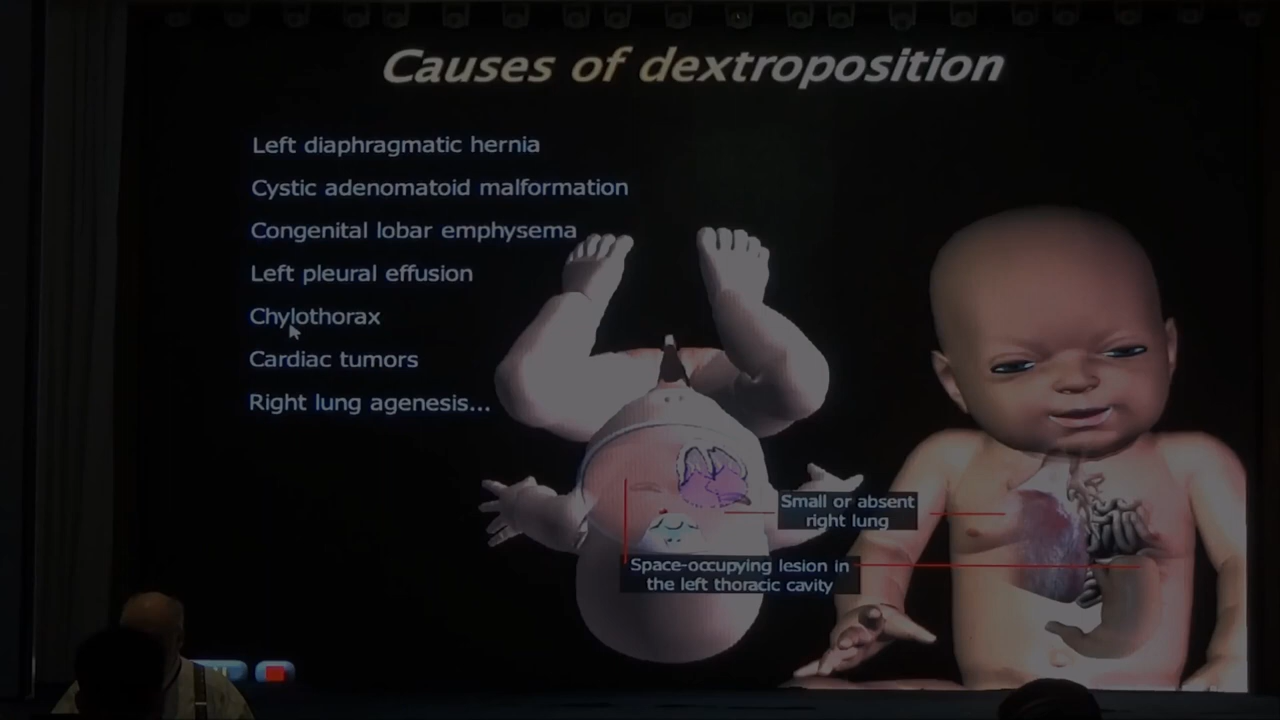 Causes of dextroposition
Left diaphragmatic hernia
Cystic adenomatoid malformation
Congenital lobar emphysema
Left pleural effusion
Chylothorax
Cardiac tumors
Right lung agenesis...
Small or absent
right lung
Space-occupying lesion in
the left thoracic cavity